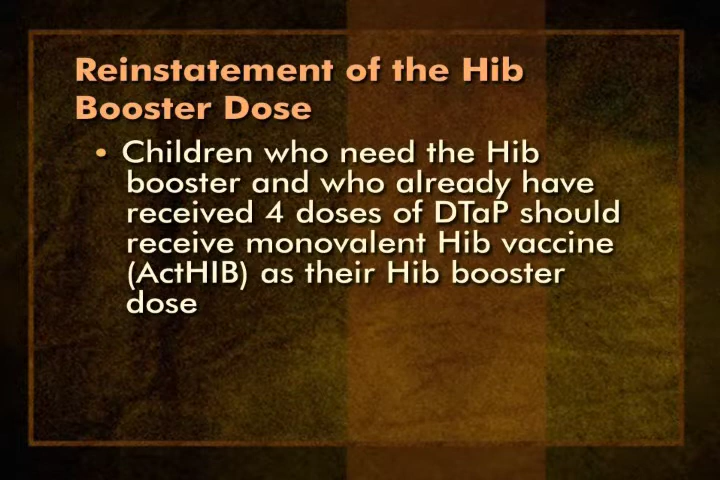 Reinstatement of the Hib
Booster Dose
• Children who need the Hib
booster and who already have
received 4 doses of DTaP should
receive monovalent Hib vaccine
(ActHIB) as their Hib booster
dose